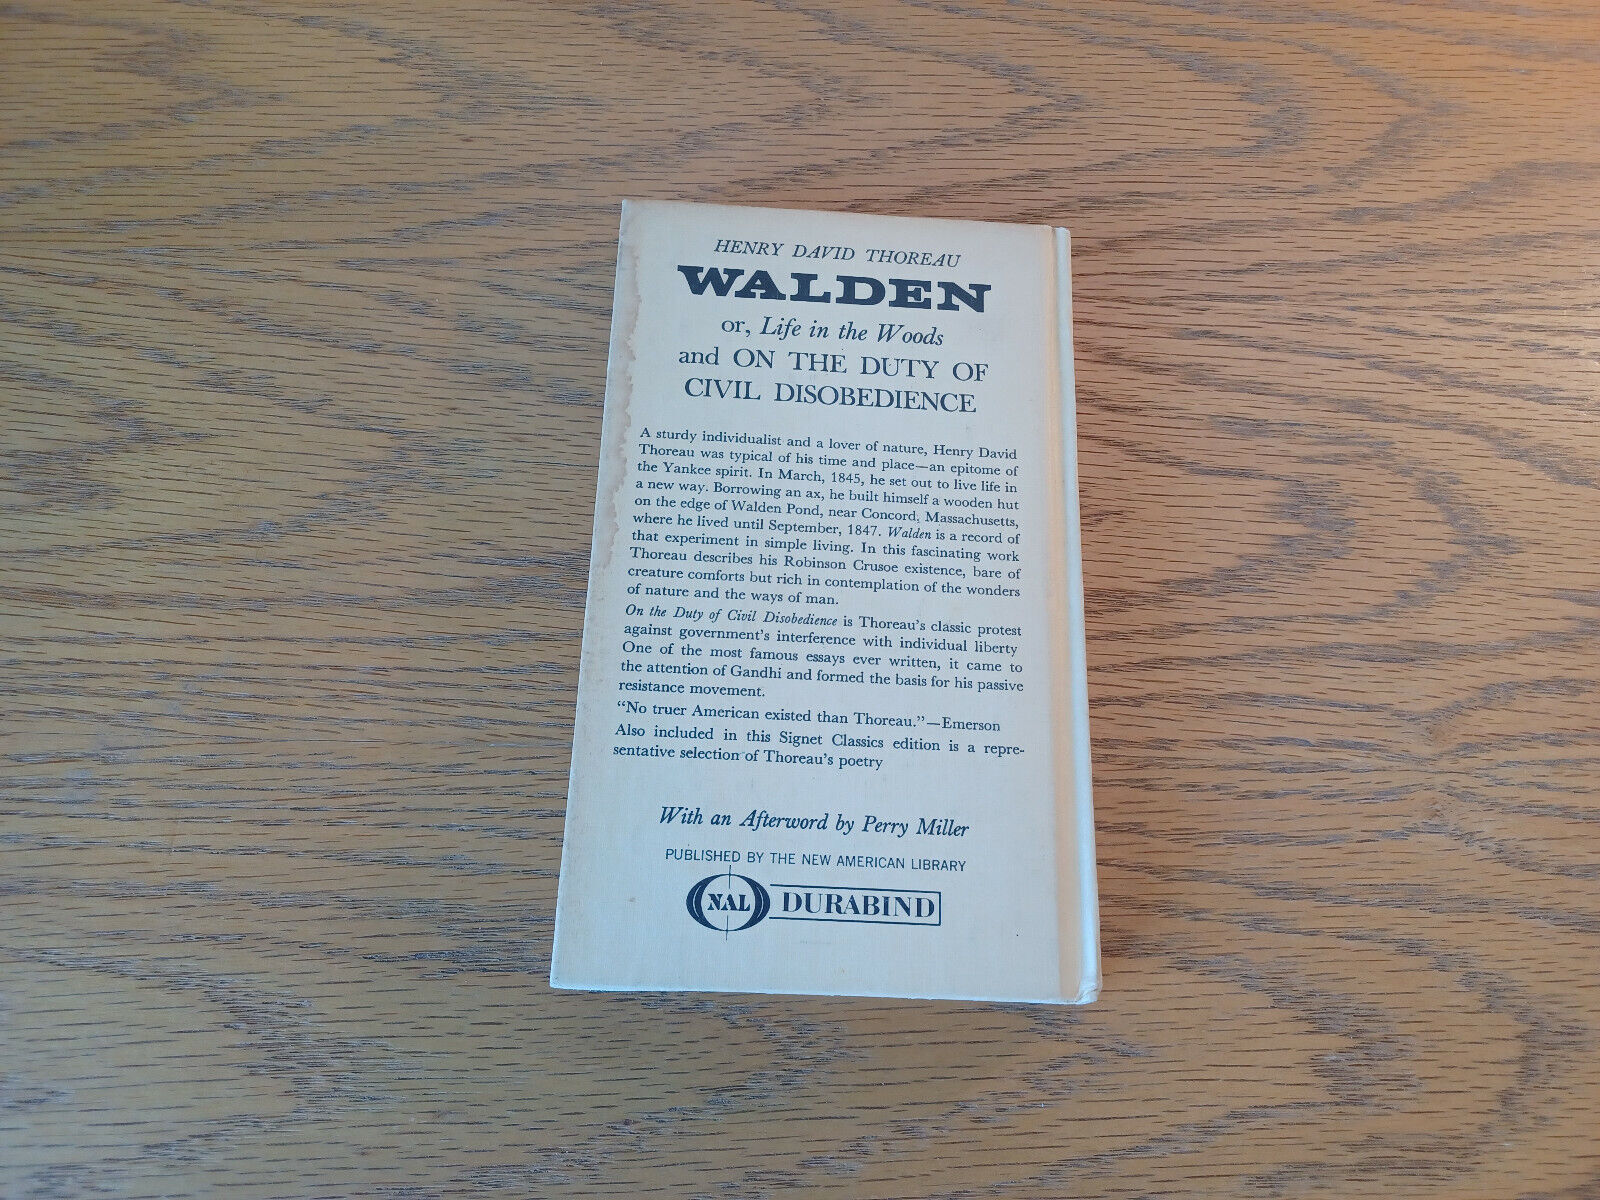 HENRY DAVID THOREAU
WALDEN
or, Life in the Woods
and ON THE DUTY OF
CIVIL DISOBEDIENCE
A sturdy individualist and a lover of nature, Henry David
Thoreau was typical of his time and place—an epitome of
the Yankee spirit. In March, 1845, he set out to live life in
a new way. Borrowing an ax, he built himself a wooden hut
on the edge of Walden Pond, near Concord, Massachusetts,
where he lived until September, 1847. Walden is a record of
that experiment in simple living. In this fascinating work
Thoreau describes his Robinson Crusoe existence, bare of
creature comforts but rich in contemplation of the wonders
of nature and the ways of man.
On the Duty of Civil Disobedience is Thoreau's classic protest
against government's interference with individual liberty
One of the most famous essays ever written, it came to
the attention of Gandhi and formed the basis for his passive
resistance movement.
“No truer American existed than Thoreau.”—Emerson
Also included in this Signet Classics edition is a repre-
sentative selection of Thoreau's poetry
With an Afterword by Perry Miller
PUBLISHED BY THE NEW AMERICAN LIBRARY
NAL DURABIND